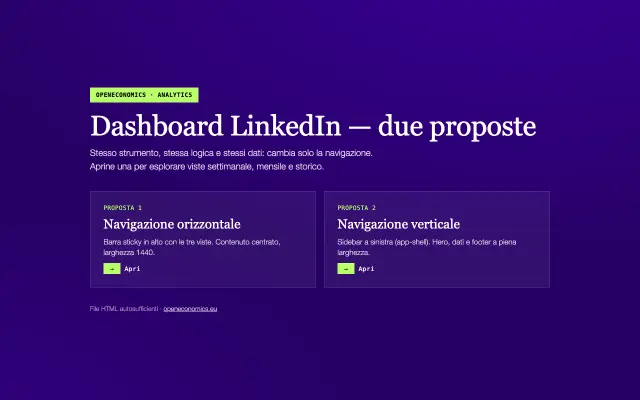 OPENECONOMICS · ANALYTICS
Dashboard LinkedIn — due proposte
Stesso strumento, stessa logica e stessi dati: cambia solo la navigazione.
Aprine una per esplorare viste settimanale, mensile e storico.
PROPOSTA 1
Navigazione orizzontale
Barra sticky in alto con le tre viste. Contenuto centrato,
larghezza 1440.
→ Apri
PROPOSTA 2
Navigazione verticale
Sidebar a sinistra (app-shell). Hero, dati e footer a piena
larghezza.
→ Apri
File HTML autosufficienti · openeconomics.eu